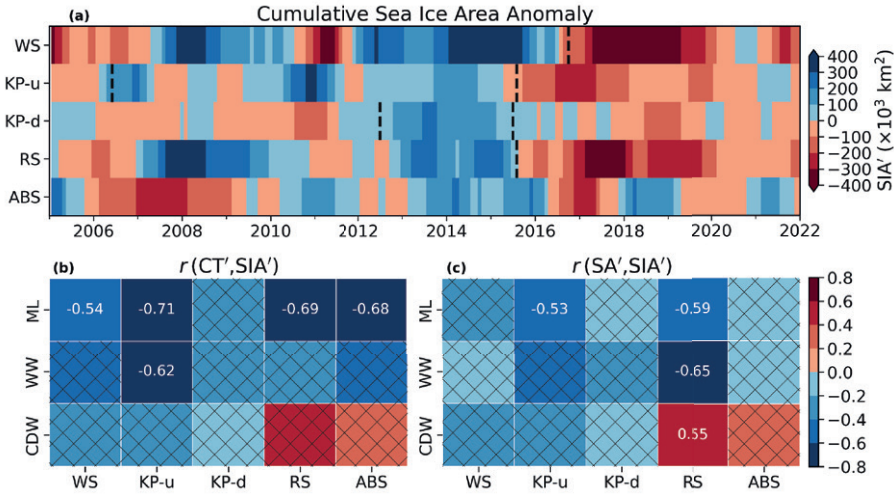 (a) Cumulative Sea Ice Area Anomaly
WS
KP-u
KP-d
RS
ABS
2006 2008 2010 2012 2014 2016 2018 2020 2022
400
300
200
100
0
−100
−200
−300
−400
SIA′ (×10³ km²)
(b) r (CT′,SIA′)
ML
WW
CDW
-0.54 -0.71 -0.69 -0.68
-0.62
WS KP-u KP-d RS ABS
(c) r (SA′,SIA′)
ML
WW
CDW
-0.53 -0.59
-0.65
0.55
WS KP-u KP-d RS ABS
0.8
0.6
0.4
0.2
0.0
−0.2
−0.4
−0.6
−0.8